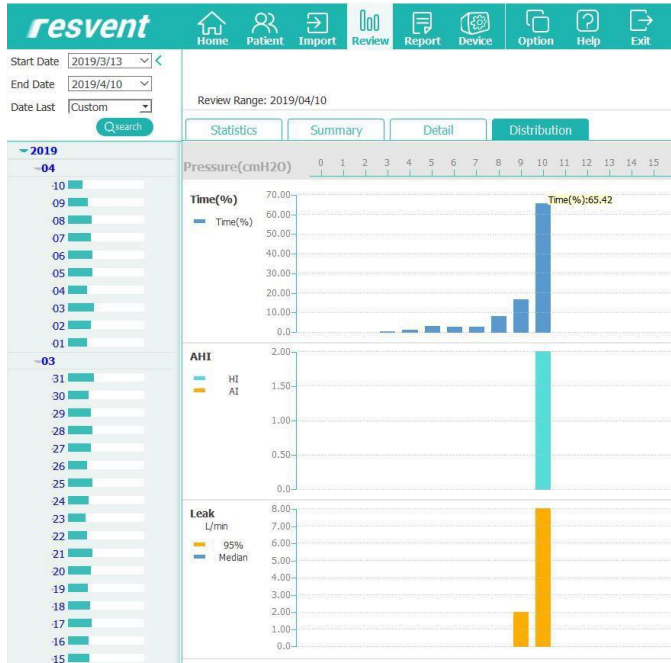 resvent
Home Patient Import Review Report Device Option Help Exit
Start Date 2019/3/13
End Date 2019/4/10
Date Last Custom
search
Review Range: 2019/04/10
Statistics Summary Detail Distribution
2019
04
10
09
08
07
06
05
04
03
02
01
03
31
30
29
28
27
26
25
24
23
22
21
20
19
18
17
16
15
Pressure(cmH2O) 0 1 2 3 4 5 6 7 8 9 10 11 12 13 14 15
Time(%)
Time(%)
70.00
60.00
50.00
40.00
30.00
20.00
10.00
0.0
Time(%):65.42
AHI
HI
AI
2.00
1.50
1.00
0.50
0.0
Leak
L/min
95%
Median
8.00
7.00
6.00
5.00
4.00
3.00
2.00
1.00
0.0